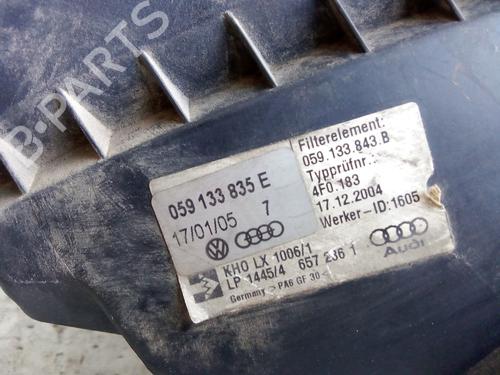 B-PARTS
059 133 835 E
17/01/05 7
KHO LX 1006/1
LP 1445/4 657 236 1
Germany >PA6 GF 30<
Filterelement:
059.133.843.B
Typprüfnr.:
4F0.183
17.12.2004
Werker-ID:1605
Audi